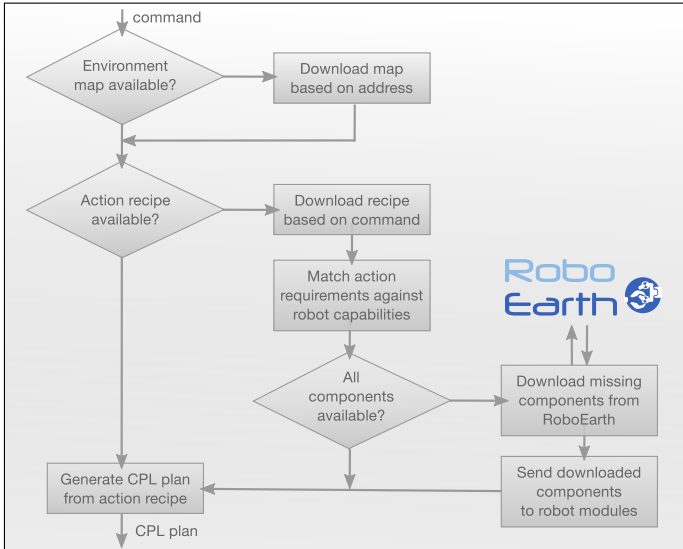 command
Environment
map available?
Download map
based on address
Action recipe
available?
Download recipe
based on command
Match action
requirements against
robot capabilities
Robo
Earth
All
components
available?
Download missing
components from
RoboEarth
Generate CPL plan
from action recipe
Send downloaded
components
to robot modules
CPL plan